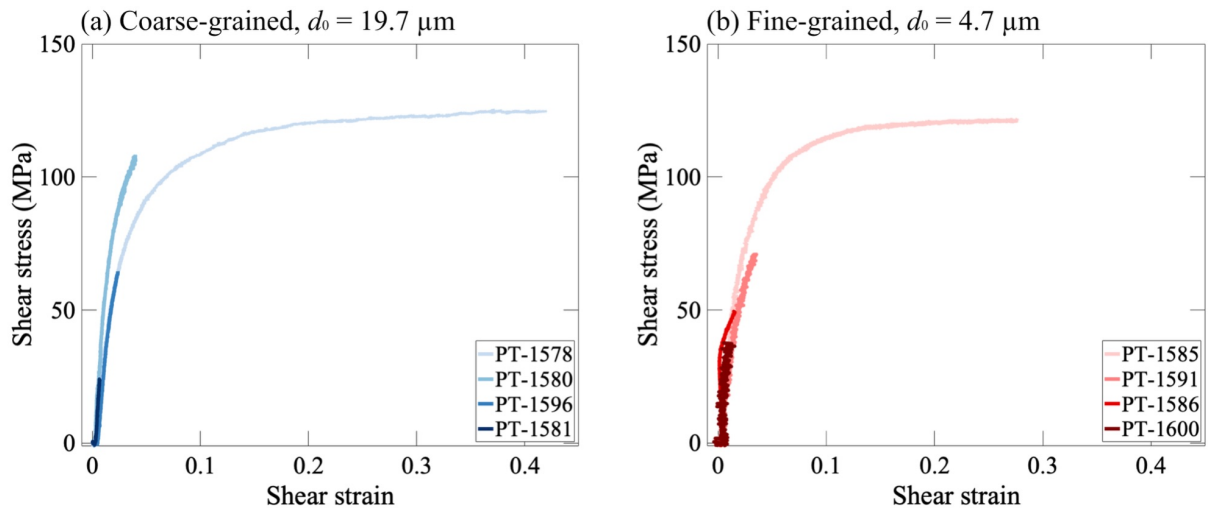 (a) Coarse-grained, d₀ = 19.7 µm
150
100
50
0
Shear stress (MPa)
0 0.1 0.2 0.3 0.4
Shear strain
PT-1578
PT-1580
PT-1596
PT-1581
(b) Fine-grained, d₀ = 4.7 µm
150
100
50
0
Shear stress (MPa)
0 0.1 0.2 0.3 0.4
Shear strain
PT-1585
PT-1591
PT-1586
PT-1600